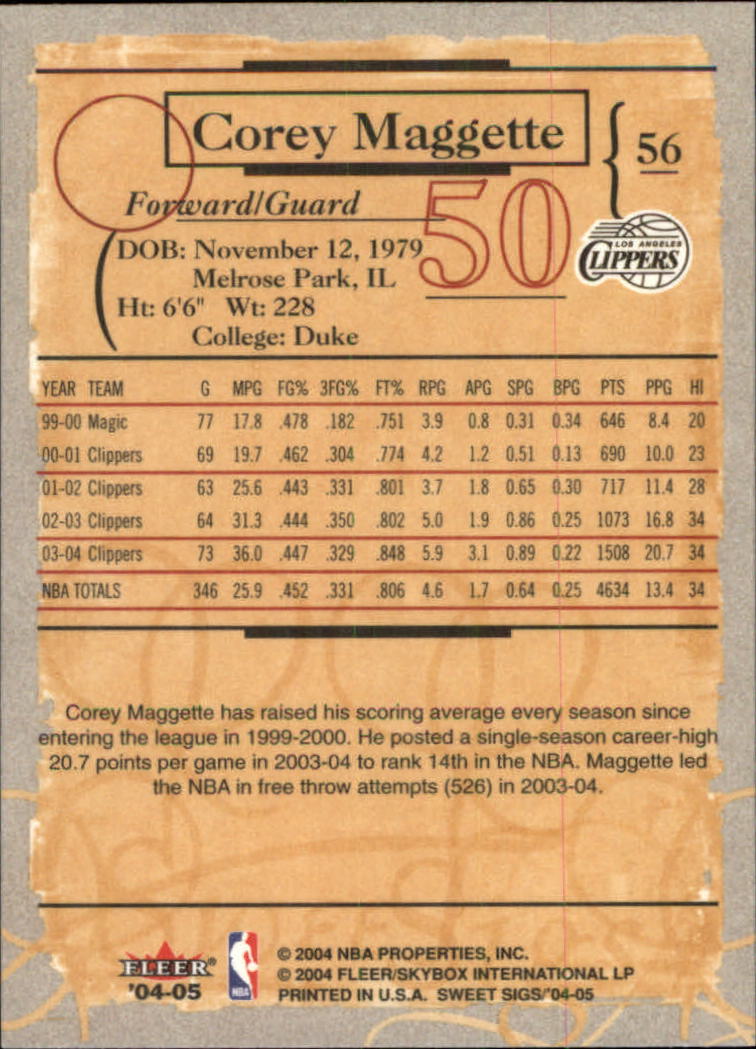 Corey Maggette
56
Forward/Guard
50
DOB: November 12, 1979
Melrose Park, IL
Ht: 6'6" Wt: 228
College: Duke
LOS ANGELES
CLIPPERS
YEAR TEAM G MPG FG% 3FG% FT% RPG APG SPG BPG PTS PPG HI
99-00 Magic 77 17.8 .478 .182 .751 3.9 0.8 0.31 0.34 646 8.4 20
00-01 Clippers 69 19.7 .462 .304 .774 4.2 1.2 0.51 0.13 690 10.0 23
01-02 Clippers 63 25.6 .443 .331 .801 3.7 1.8 0.65 0.30 717 11.4 28
02-03 Clippers 64 31.3 .444 .350 .802 5.0 1.9 0.86 0.25 1073 16.8 34
03-04 Clippers 73 36.0 .447 .329 .848 5.9 3.1 0.89 0.22 1508 20.7 34
NBA TOTALS 346 25.9 .452 .331 .806 4.6 1.7 0.64 0.25 4634 13.4 34
Corey Maggette has raised his scoring average every season since
entering the league in 1999-2000. He posted a single-season career-high
20.7 points per game in 2003-04 to rank 14th in the NBA. Maggette led
the NBA in free throw attempts (526) in 2003-04.
FLEER®
'04-05
NBA
© 2004 NBA PROPERTIES, INC.
© 2004 FLEER/SKYBOX INTERNATIONAL LP
PRINTED IN U.S.A. SWEET SIGS/'04-05